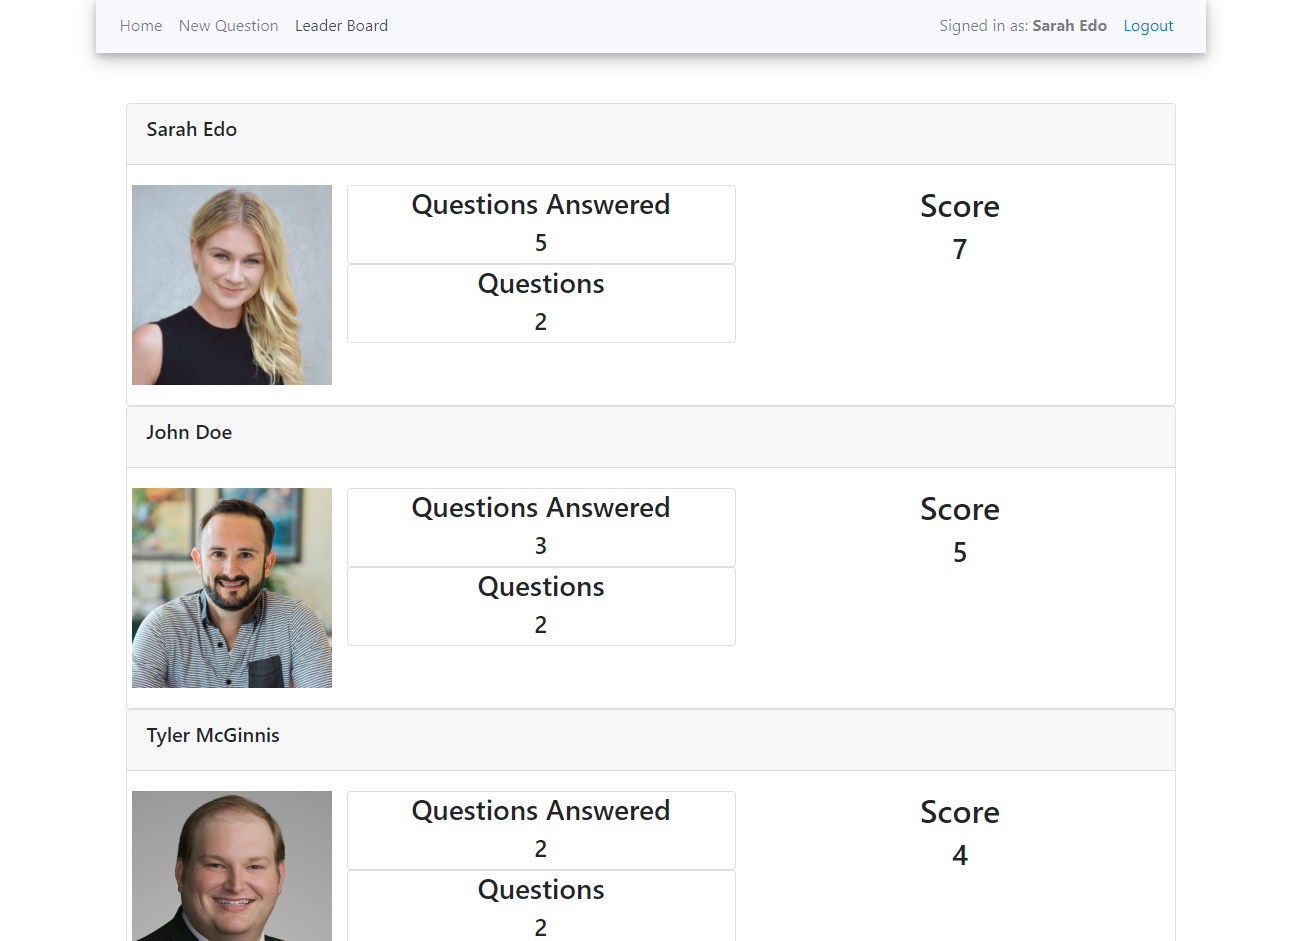 Home New Question Leader Board Signed in as: Sarah Edo Logout
Sarah Edo
Questions Answered
5
Questions
2
Score
7
John Doe
Questions Answered
3
Questions
2
Score
5
Tyler McGinnis
Questions Answered
2
Questions
2
Score
4